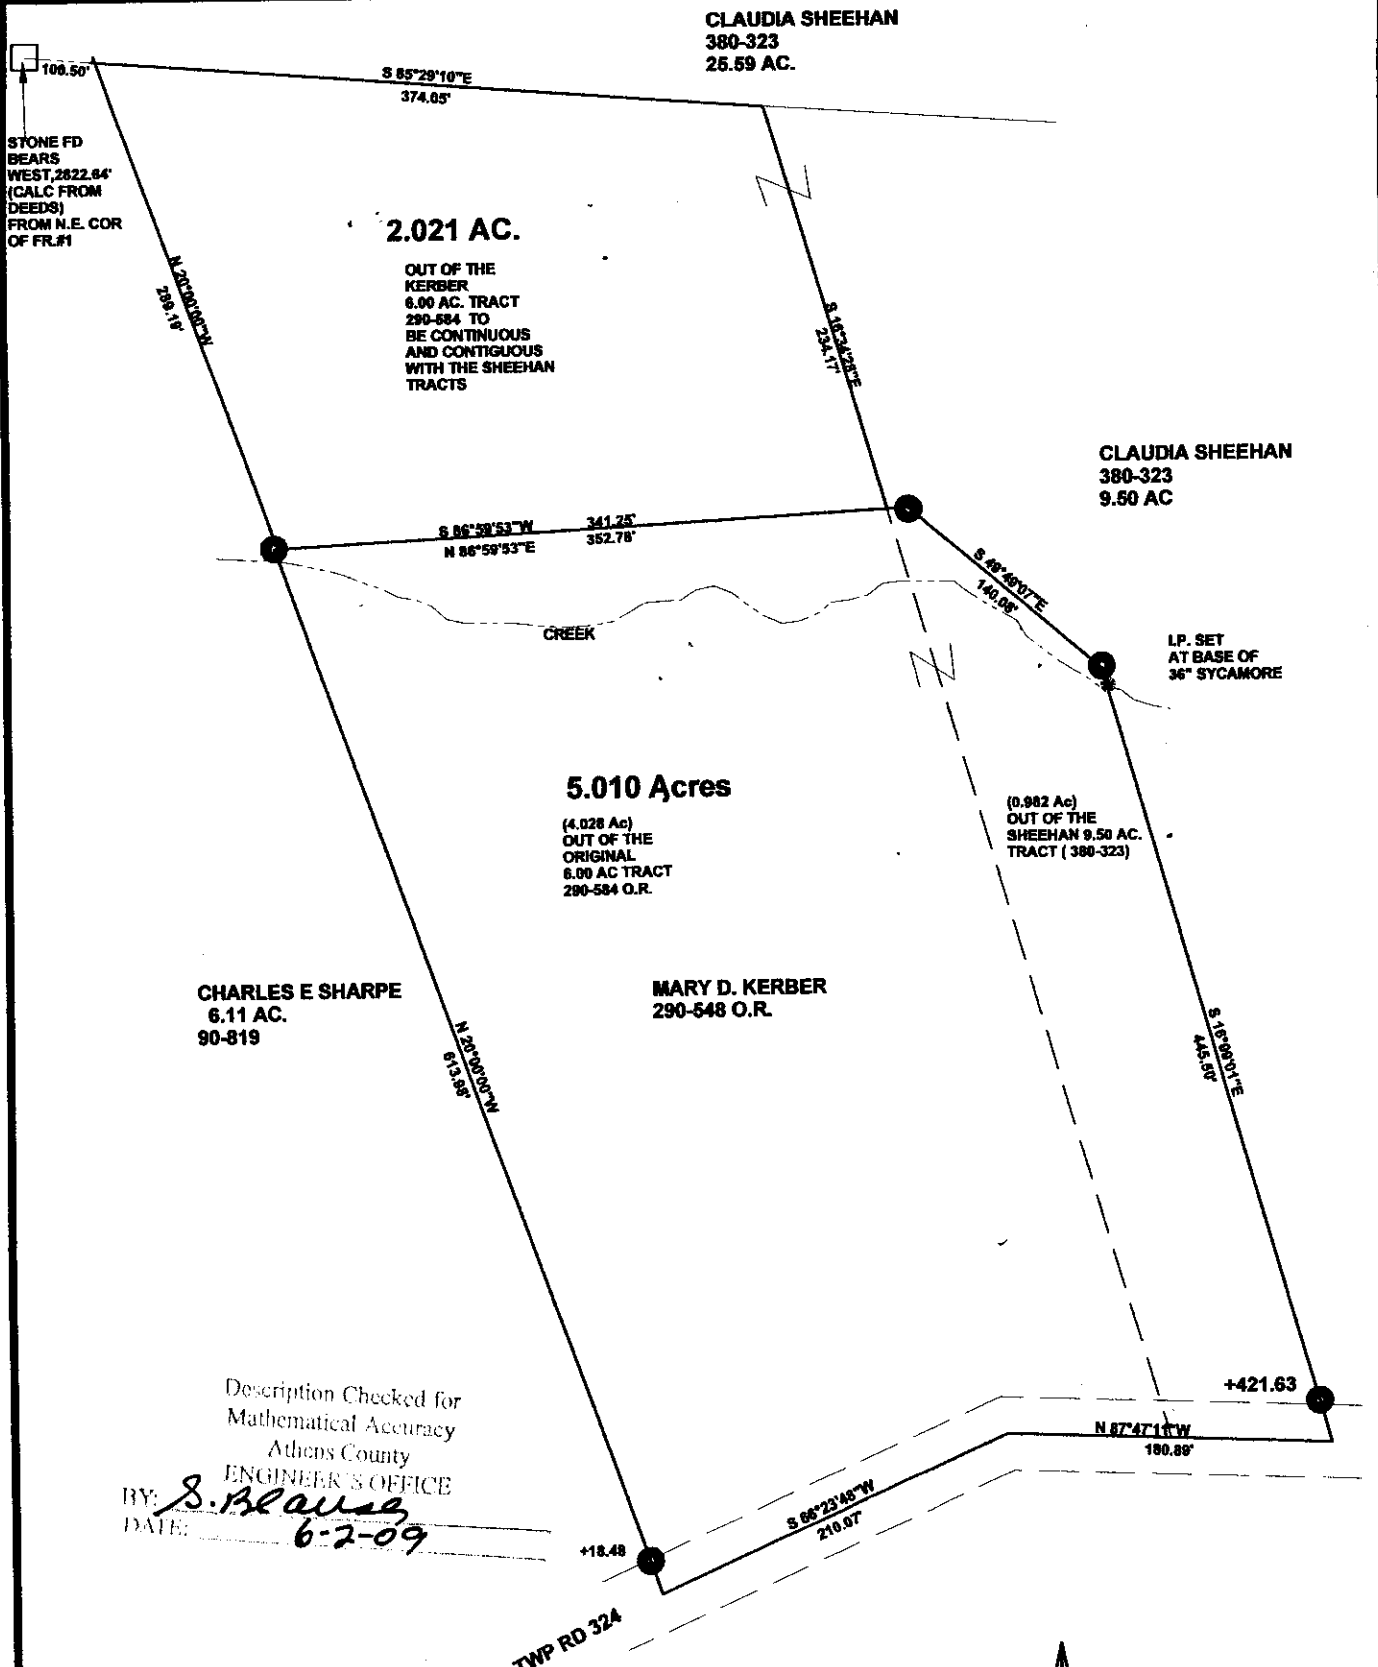 CLAUDIA SHEEHAN
380-323
25.59 AC.
106.50'
S 85°29'10"E
374.05'
STONE FD
BEARS
WEST,2822.64'
(CALC FROM
DEEDS)
FROM N.E. COR
OF FR.#1
2.021 AC.
OUT OF THE
KERBER
6.00 AC. TRACT
290-584 TO
BE CONTINUOUS
AND CONTIGUOUS
WITH THE SHEEHAN
TRACTS
N 20°00'00"W
289.19'
S 16°34'28"E
234.17'
CLAUDIA SHEEHAN
380-323
9.50 AC
S 86°59'53"W 341.25'
N 86°59'53"E 352.78'
S 49°49'07"E
140.08'
CREEK
I.P. SET
AT BASE OF
36" SYCAMORE
5.010 Acres
(4.028 Ac)
OUT OF THE
ORIGINAL
6.00 AC TRACT
290-584 O.R.
(0.982 Ac)
OUT OF THE
SHEEHAN 9.50 AC.
TRACT ( 380-323)
CHARLES E SHARPE
6.11 AC.
90-819
MARY D. KERBER
290-548 O.R.
N 20°00'00"W
613.98'
S 16°09'01"E
445.50'
+421.63
N 87°47'11"W
180.89'
S 66°23'48"W
210.07'
+18.48
TWP RD 324
Description Checked for
Mathematical Accuracy
Athens County
ENGINEER'S OFFICE
BY:
DATE: 6-2-09